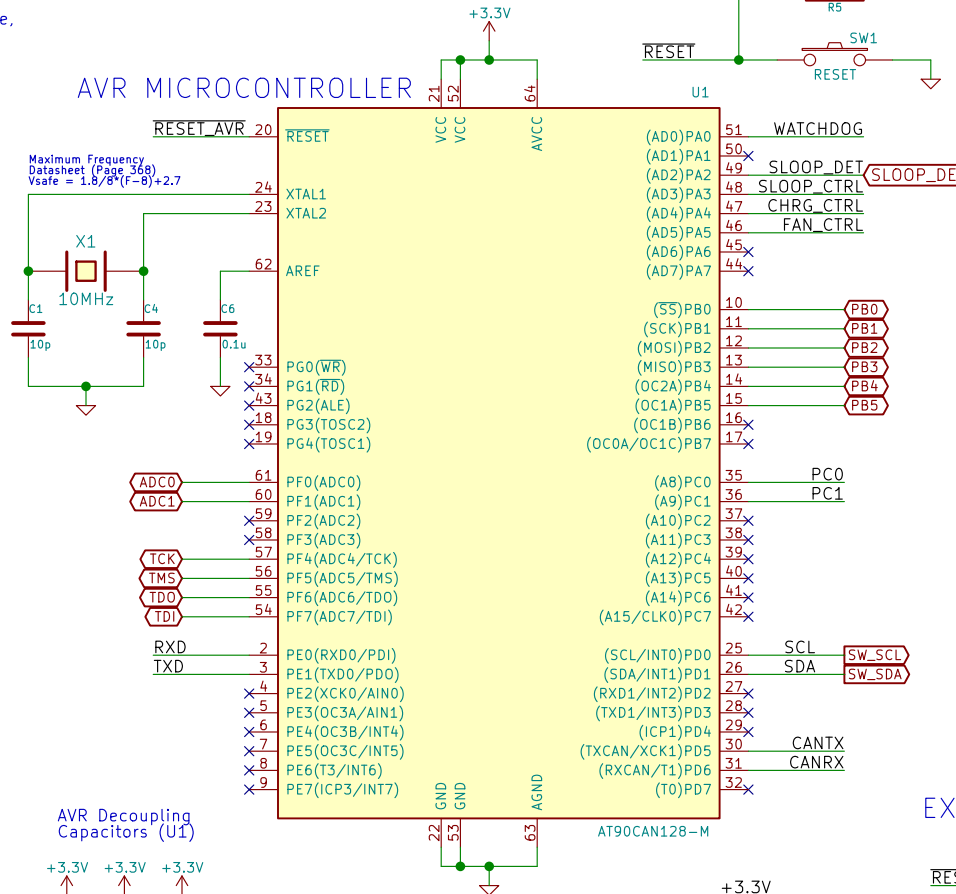 e,
+3.3V
R5
SW1
RESET
RESET
AVR MICROCONTROLLER
U1
21
52
64
VCC
VCC
AVCC
RESET_AVR 20 RESET
(AD0)PA0 51 WATCHDOG
(AD1)PA1 50
Maximum Frequency
Datasheet (Page 368)
Vsafe = 1.8/8*(F-8)+2.7
(AD2)PA2 49 SLOOP_DET SLOOP_DE
24 XTAL1
(AD3)PA3 48 SLOOP_CTRL
23 XTAL2
(AD4)PA4 47 CHRG_CTRL
(AD5)PA5 46 FAN_CTRL
X1
(AD6)PA6 45
62 AREF
(AD7)PA7 44
10MHz
C1
C4
C6
10p
10p
0.1u
(SS)PB0 10 PB0
(SCK)PB1 11 PB1
(MOSI)PB2 12 PB2
33 PG0(WR)
(MISO)PB3 13 PB3
34 PG1(RD)
(OC2A)PB4 14 PB4
43 PG2(ALE)
(OC1A)PB5 15 PB5
18 PG3(TOSC2)
(OC1B)PB6 16
19 PG4(TOSC1)
(OC0A/OC1C)PB7 17
ADC0 61 PF0(ADC0)
(A8)PC0 35 PC0
ADC1 60 PF1(ADC1)
(A9)PC1 36 PC1
59 PF2(ADC2)
(A10)PC2 37
58 PF3(ADC3)
(A11)PC3 38
TCK 57 PF4(ADC4/TCK)
(A12)PC4 39
TMS 56 PF5(ADC5/TMS)
(A13)PC5 40
TDO 55 PF6(ADC6/TDO)
(A14)PC6 41
TDI 54 PF7(ADC7/TDI)
(A15/CLK0)PC7 42
RXD 2 PE0(RXD0/PDI)
(SCL/INT0)PD0 25 SCL SW_SCL
TXD 3 PE1(TXD0/PDO)
(SDA/INT1)PD1 26 SDA SW_SDA
4 PE2(XCK0/AIN0)
(RXD1/INT2)PD2 27
5 PE3(OC3A/AIN1)
(TXD1/INT3)PD3 28
6 PE4(OC3B/INT4)
(ICP1)PD4 29
7 PE5(OC3C/INT5)
(TXCAN/XCK1)PD5 30 CANTX
8 PE6(T3/INT6)
(RXCAN/T1)PD6 31 CANRX
9 PE7(ICP3/INT7)
(T0)PD7 32
GND
GND
AGND
22
53
63
AT90CAN128-M
AVR Decoupling
Capacitors (U1)
+3.3V +3.3V +3.3V
+3.3V
EX
RES